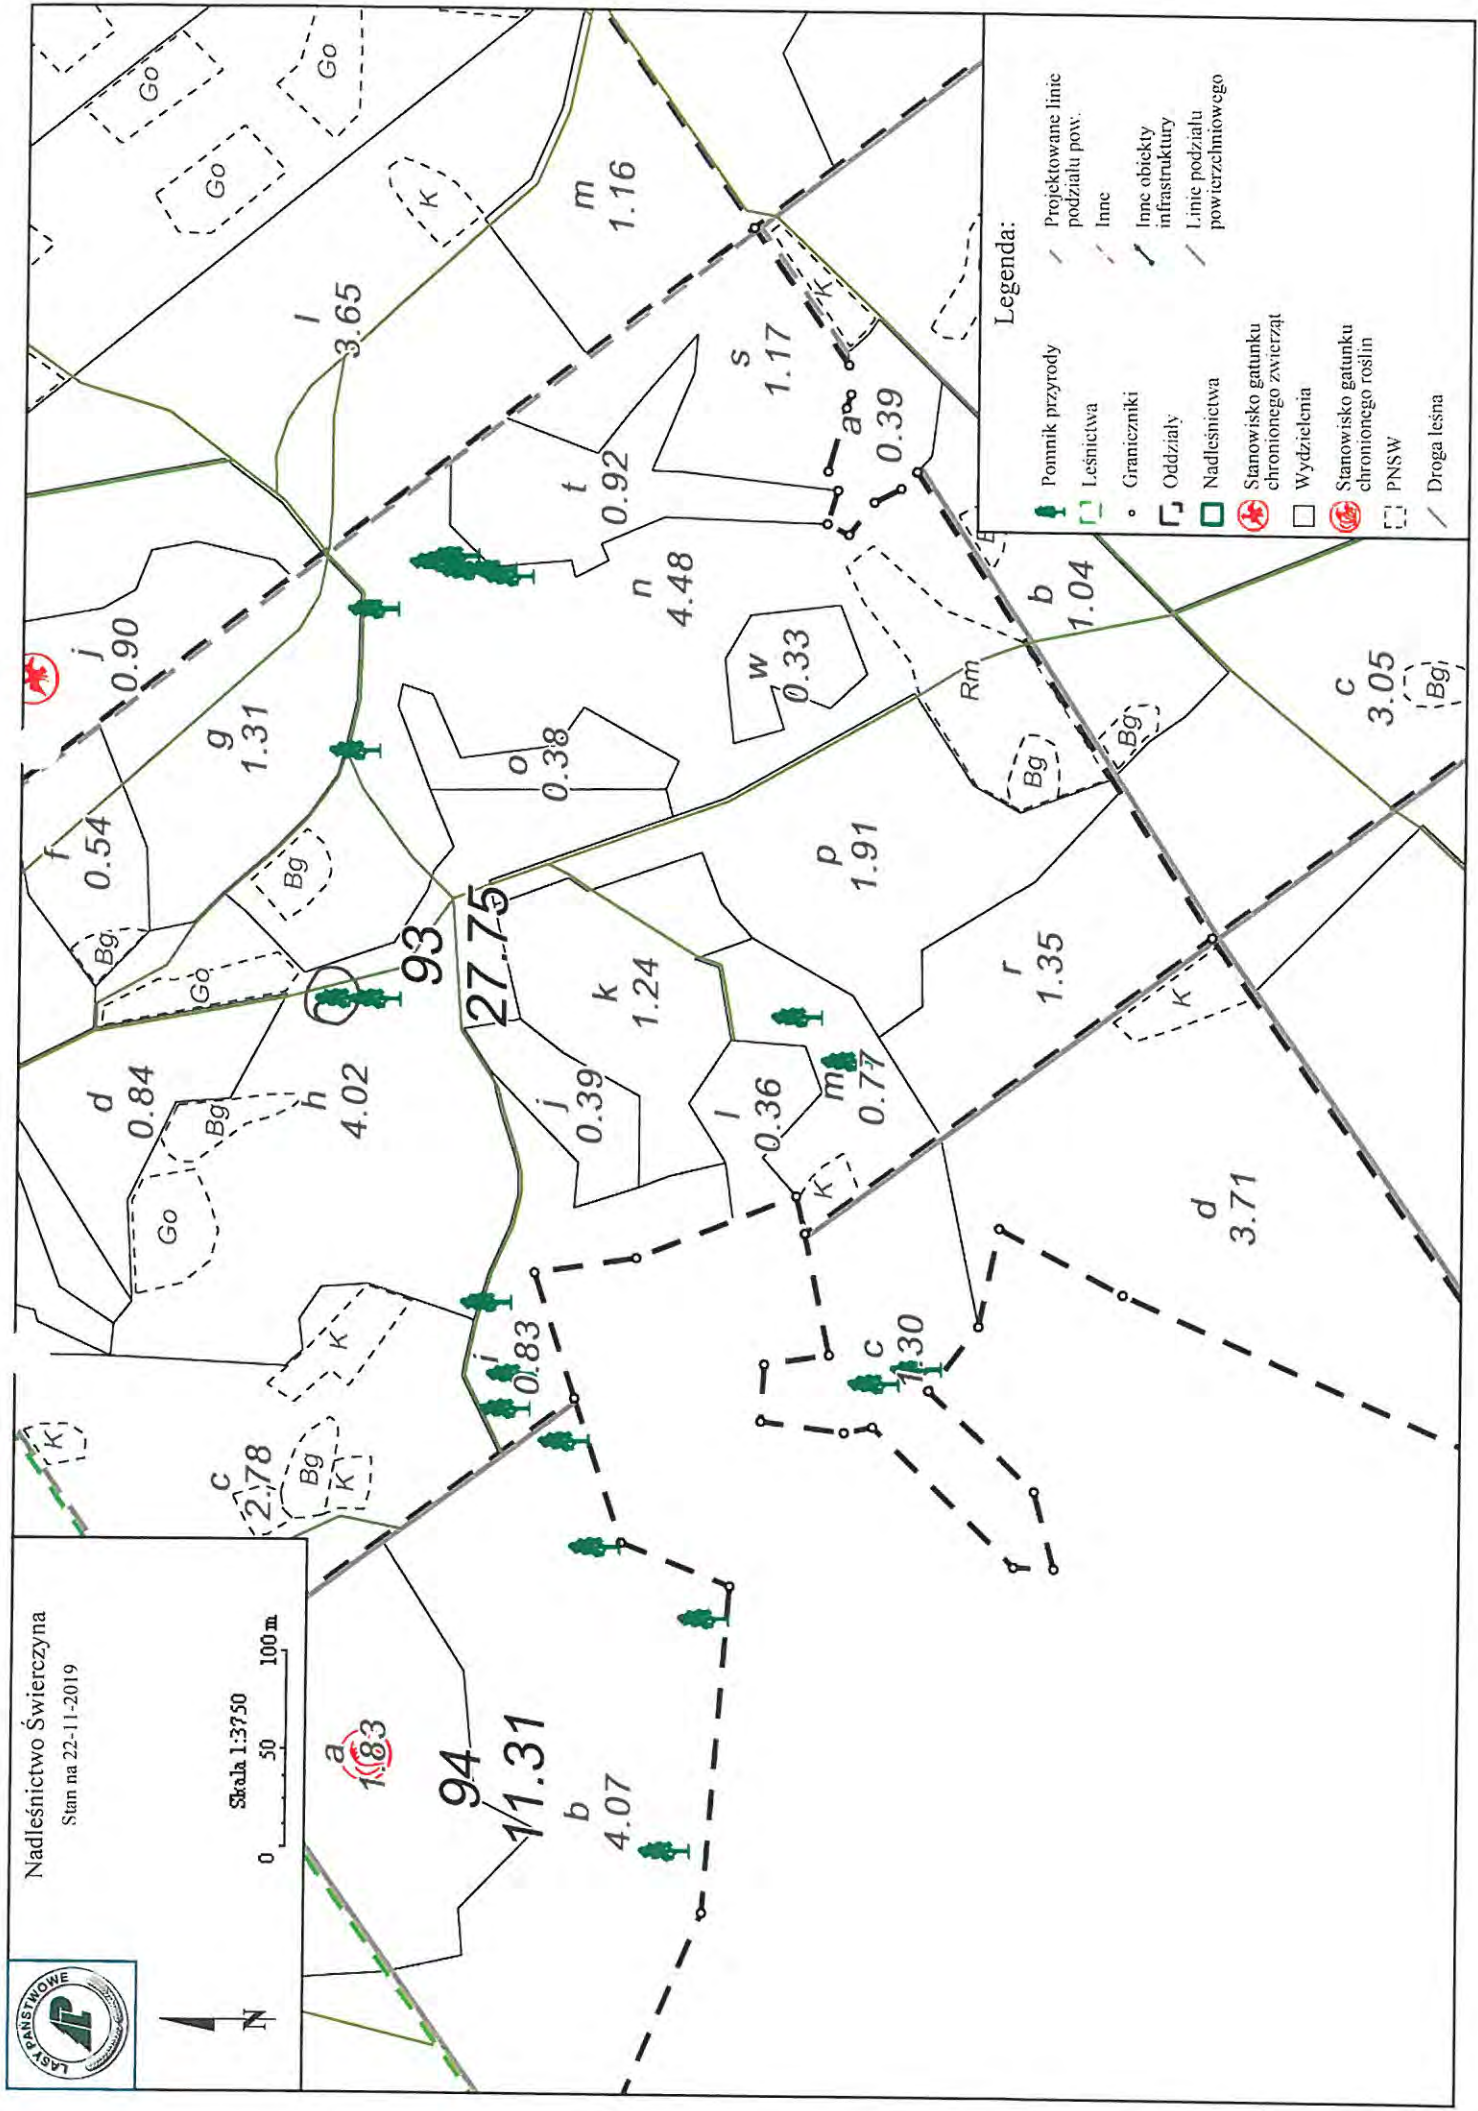 LASY PAŃSTWOWE
LP
N
Nadleśnictwo Świerczyna
Stan na 22-11-2019
Skala 1:3750
0 50 100 m
K
c
2.78
Bg
K
K
Go
d
0.84
Bg
h
4.02
Go
Bg
f
0.54
Bg
g
1.31
j
0.90
l
3.65
Go
Go
Go
K
m
1.16
a
1.83
94
11.31
b
4.07
i
0.83
93
27.75
j
0.39
k
1.24
o
0.38
n
4.48
t
0.92
s
1.17
K
a
0.39
l
0.36
m
0.77
K
p
1.91
w
0.33
Rm
Bg
Bg
b
1.04
c
1.30
r
1.35
K
d
3.71
c
3.05
Bg
Legenda:
Pomnik przyrody
Leśnictwa
Graniczniki
Oddziały
Nadleśnictwa
Stanowisko gatunku
chronionego zwierząt
Wydzielenia
Stanowisko gatunku
chronionego roślin
PNSW
Droga leśna
Projektowane linie
podziału pow.
Inne
Inne obiekty
infrastruktury
Linie podziału
powierzchniowego